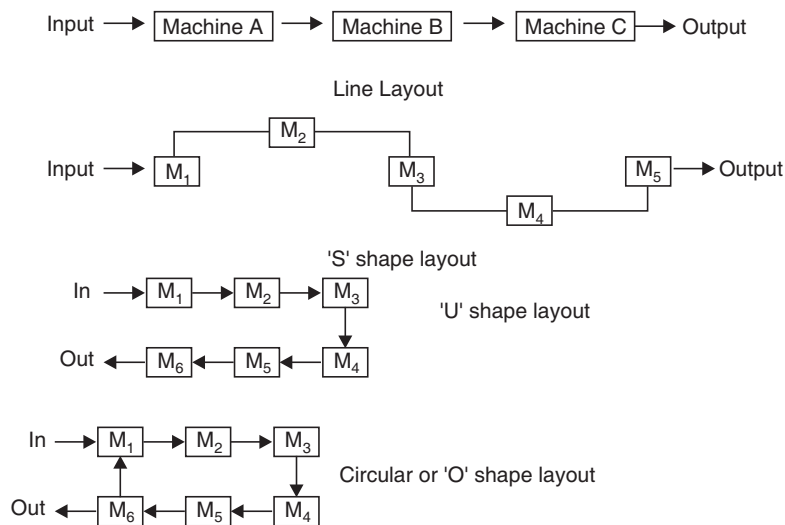 Input Machine A Machine B Machine C Output
Line Layout
M2
Input M1 M3 M5 Output
M4
'S' shape layout
In M1 M2 M3
'U' shape layout
Out M6 M5 M4
In M1 M2 M3
Circular or 'O' shape layout
Out M6 M5 M4